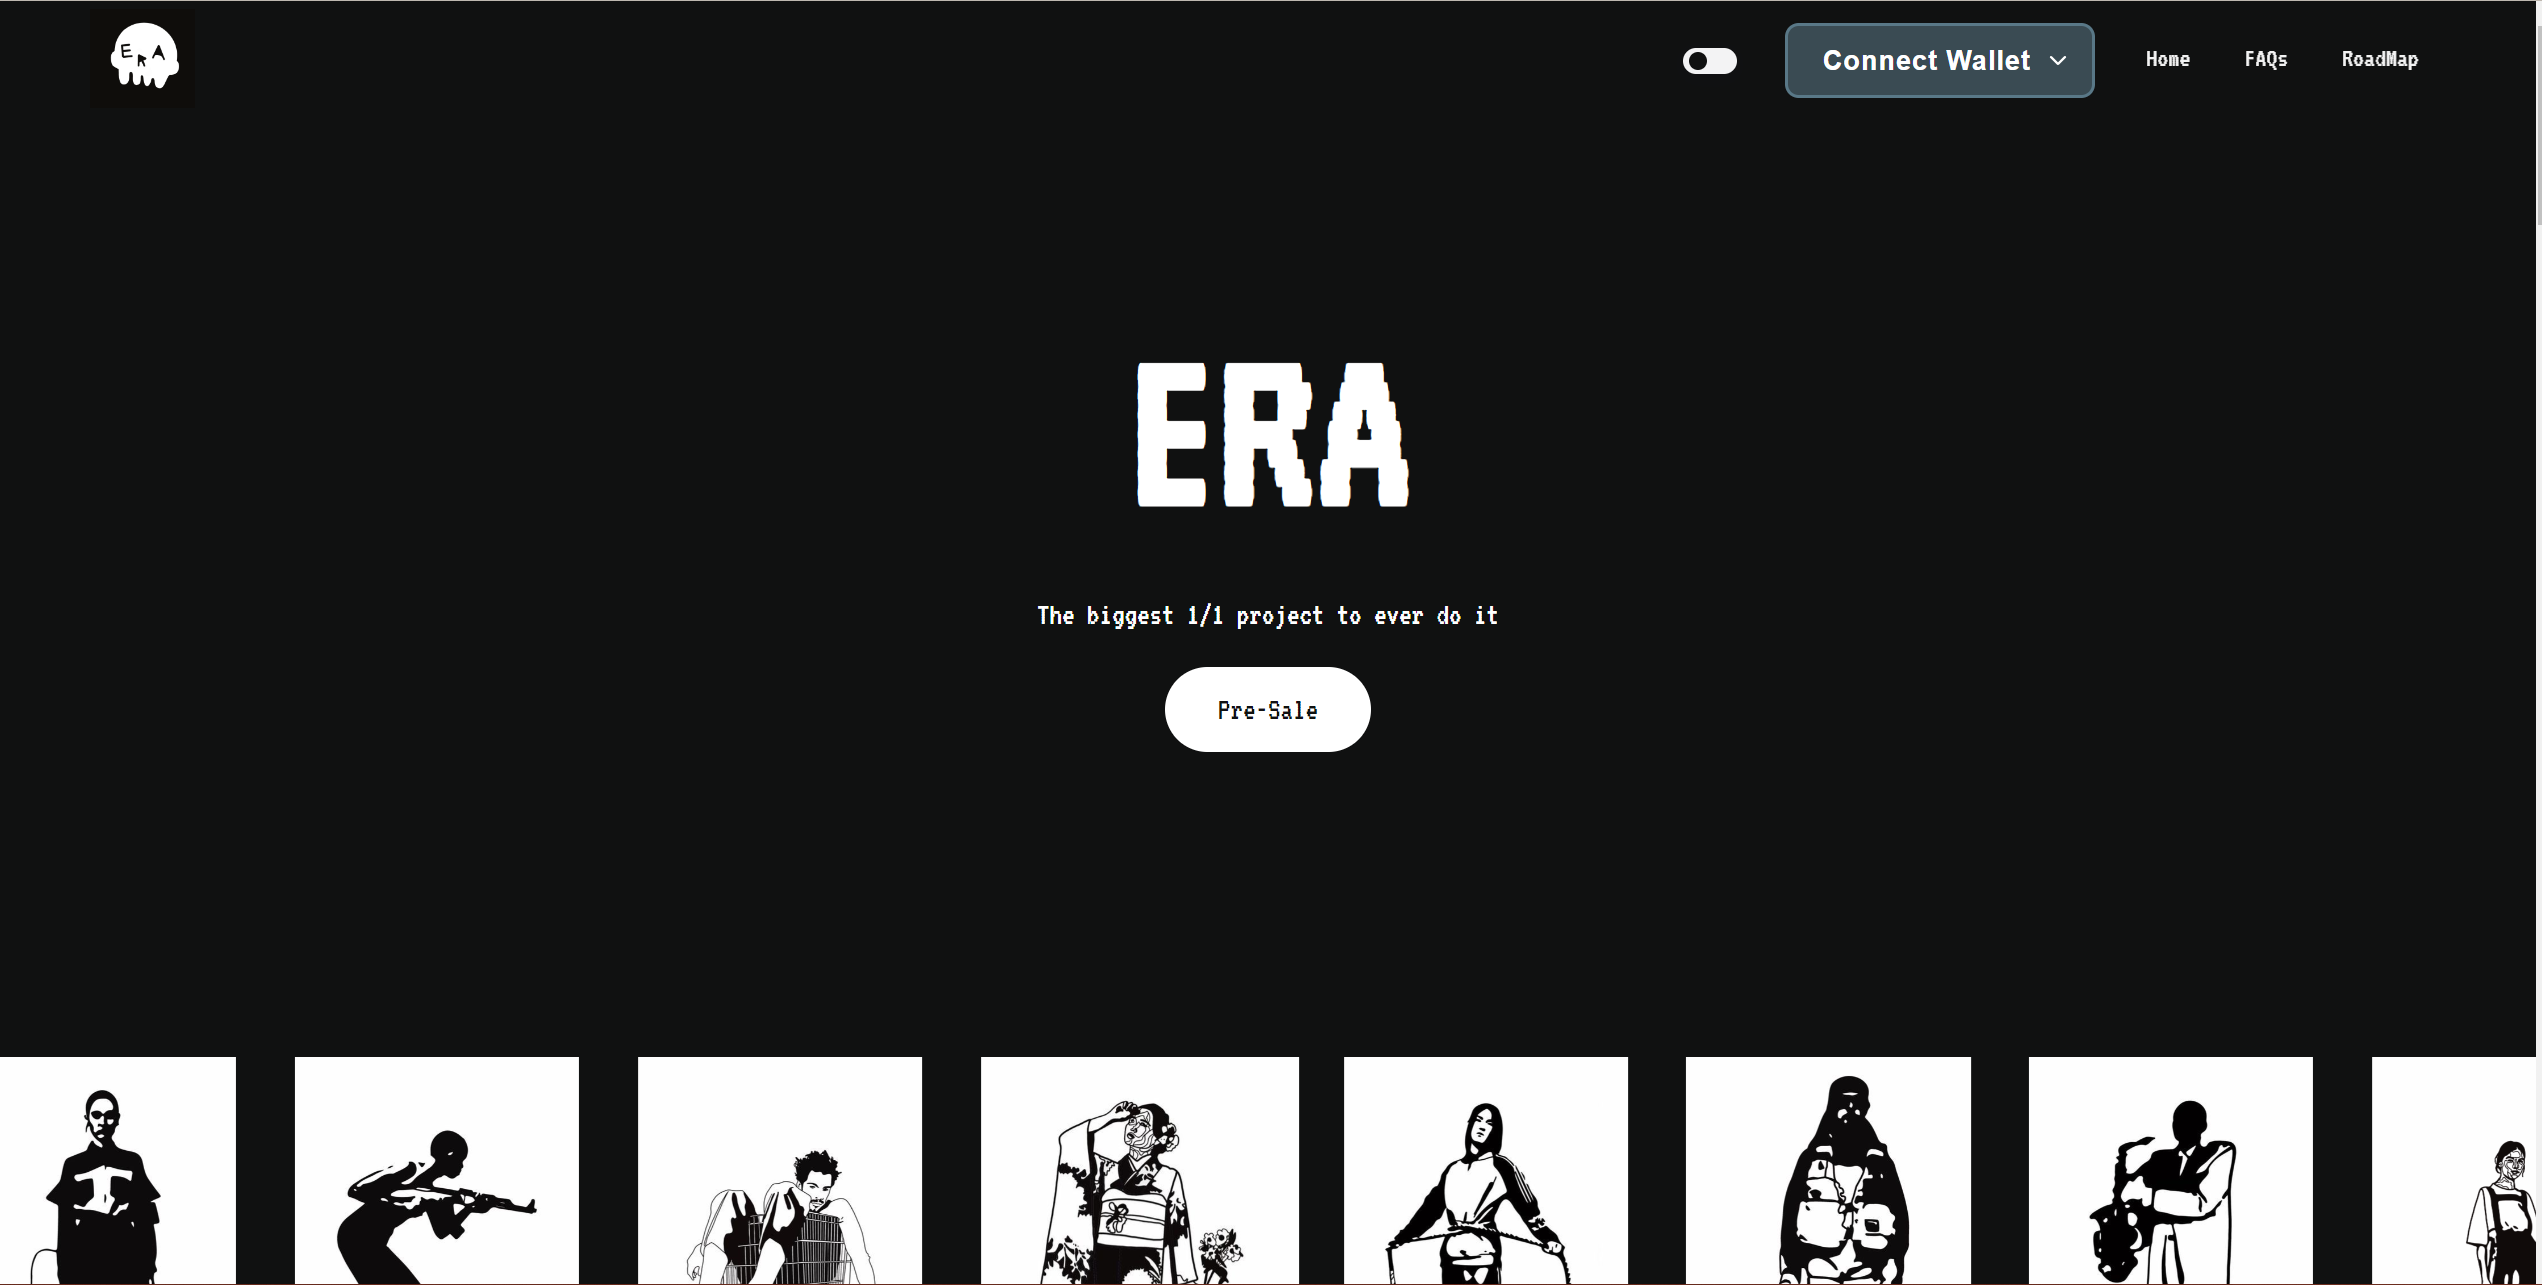 ERA
Connect Wallet
Home
FAQs
RoadMap
ERA
The biggest 1/1 project to ever do it
Pre-Sale